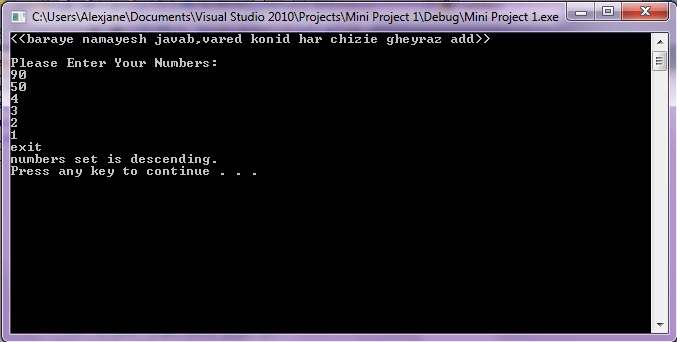 C:\Users\Alexjane\Documents\Visual Studio 2010\Projects\Mini Project 1\Debug\Mini Project 1.exe
<<baraye namayesh javab,vared konid har chizie gheyraz add>>
Please Enter Your Numbers:
90
50
4
3
2
1
exit
numbers set is descending.
Press any key to continue . . .